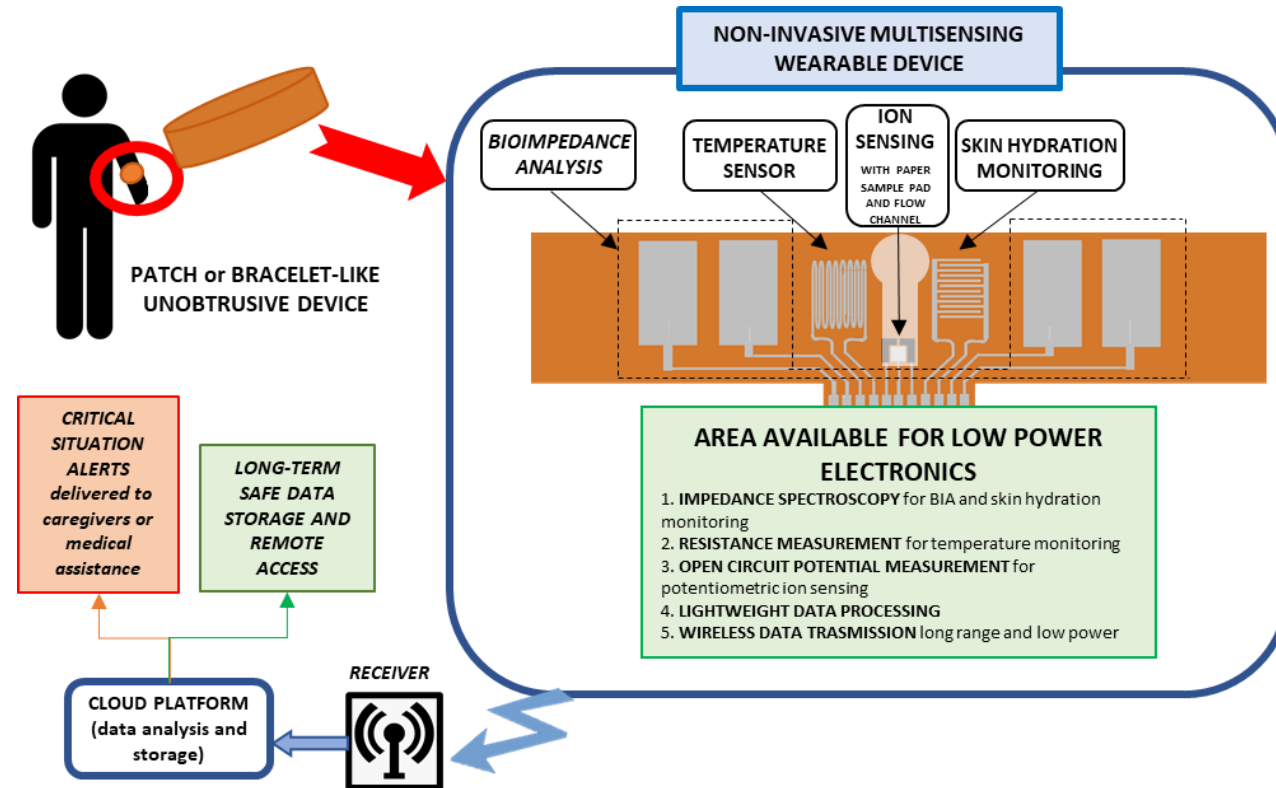 NON-INVASIVE MULTISENSING
WEARABLE DEVICE
BIOIMPEDANCE
ANALYSIS
TEMPERATURE
SENSOR
ION
SENSING
WITH PAPER
SAMPLE PAD
AND FLOW
CHANNEL
SKIN HYDRATION
MONITORING
PATCH or BRACELET-LIKE
UNOBTRUSIVE DEVICE
AREA AVAILABLE FOR LOW POWER
ELECTRONICS
1. IMPEDANCE SPECTROSCOPY for BIA and skin hydration
monitoring
2. RESISTANCE MEASUREMENT for temperature monitoring
3. OPEN CIRCUIT POTENTIAL MEASUREMENT for
potentiometric ion sensing
4. LIGHTWEIGHT DATA PROCESSING
5. WIRELESS DATA TRASMISSION long range and low power
CRITICAL
SITUATION
ALERTS
delivered to
caregivers or
medical
assistance
LONG-TERM
SAFE DATA
STORAGE AND
REMOTE
ACCESS
RECEIVER
CLOUD PLATFORM
(data analysis and
storage)